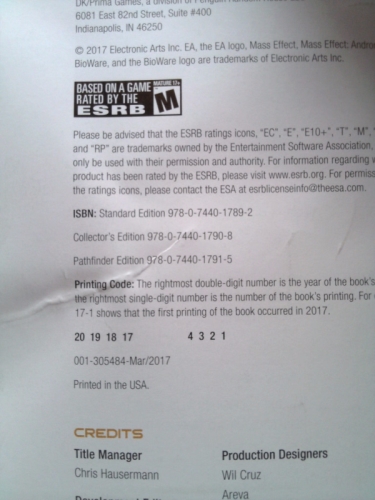 DK/Prima Games, a division of Penguin
6081 East 82nd Street, Suite #400
Indianapolis, IN 46250
© 2017 Electronic Arts Inc. EA, the EA logo, Mass Effect, Mass Effect:
BioWare, and the BioWare logo are trademarks of Electronic Arts Inc.
BASED ON A GAME
RATED BY THE
ESRB
MATURE 17+
M
Please be advised that the ESRB ratings icons, "EC", "E", "E10+", "T", "M",
and "RP" are trademarks owned by the Entertainment Software Association,
only be used with their permission and authority. For information regarding
product has been rated by the ESRB, please visit www.esrb.org. For
the ratings icons, please contact the ESA at esrblicenseinfo@theesa.com.
ISBN: Standard Edition 978-0-7440-1789-2
Collector's Edition 978-0-7440-1790-8
Pathfinder Edition 978-0-7440-1791-5
Printing Code: The rightmost double-digit number is the year of the book's
the rightmost single-digit number is the number of the book's printing. For
17-1 shows that the first printing of the book occurred in 2017.
20 19 18 17 4 3 2 1
001-305484-Mar/2017
Printed in the USA.
CREDITS
Title Manager
Chris Hausermann
Production Designers
Wil Cruz
Areva